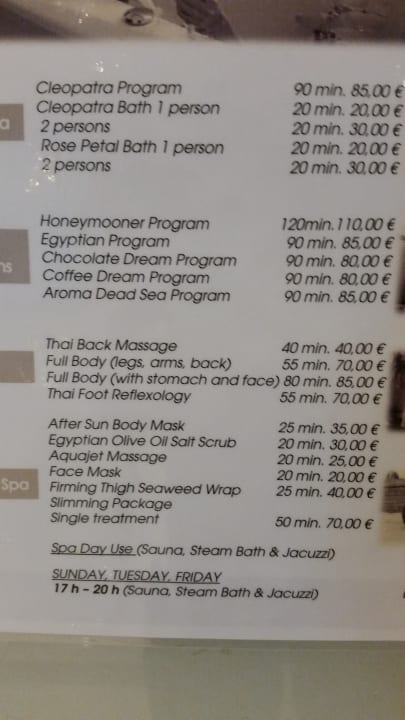 Cleopatra Program 90 min. 85,00 €
a
Cleopatra Bath 1 person 20 min. 20,00 €
2 persons 20 min. 30,00 €
Rose Petal Bath 1 person 20 min. 20,00 €
2 persons 20 min. 30,00 €
Honeymooner Program 120min. 110,00 €
Egyptian Program 90 min. 85,00 €
ns
Chocolate Dream Program 90 min. 80,00 €
Coffee Dream Program 90 min. 80,00 €
Aroma Dead Sea Program 90 min. 85,00 €
Thai Back Massage 40 min. 40,00 €
Full Body (legs, arms, back) 55 min. 70,00 €
Full Body (with stomach and face) 80 min. 85,00 €
Thai Foot Reflexology 55 min. 70,00 €
After Sun Body Mask 25 min. 35,00 €
Egyptian Olive Oil Salt Scrub 20 min. 30,00 €
Aquajet Massage 20 min. 25,00 €
Face Mask 20 min. 20,00 €
Spa
Firming Thigh Seaweed Wrap 25 min. 40,00 €
Slimming Package
Single treatment 50 min. 70,00 €
Spa Day Use (Sauna, Steam Bath & Jacuzzi)
SUNDAY, TUESDAY, FRIDAY
17 h - 20 h (Sauna, Steam Bath & Jacuzzi)